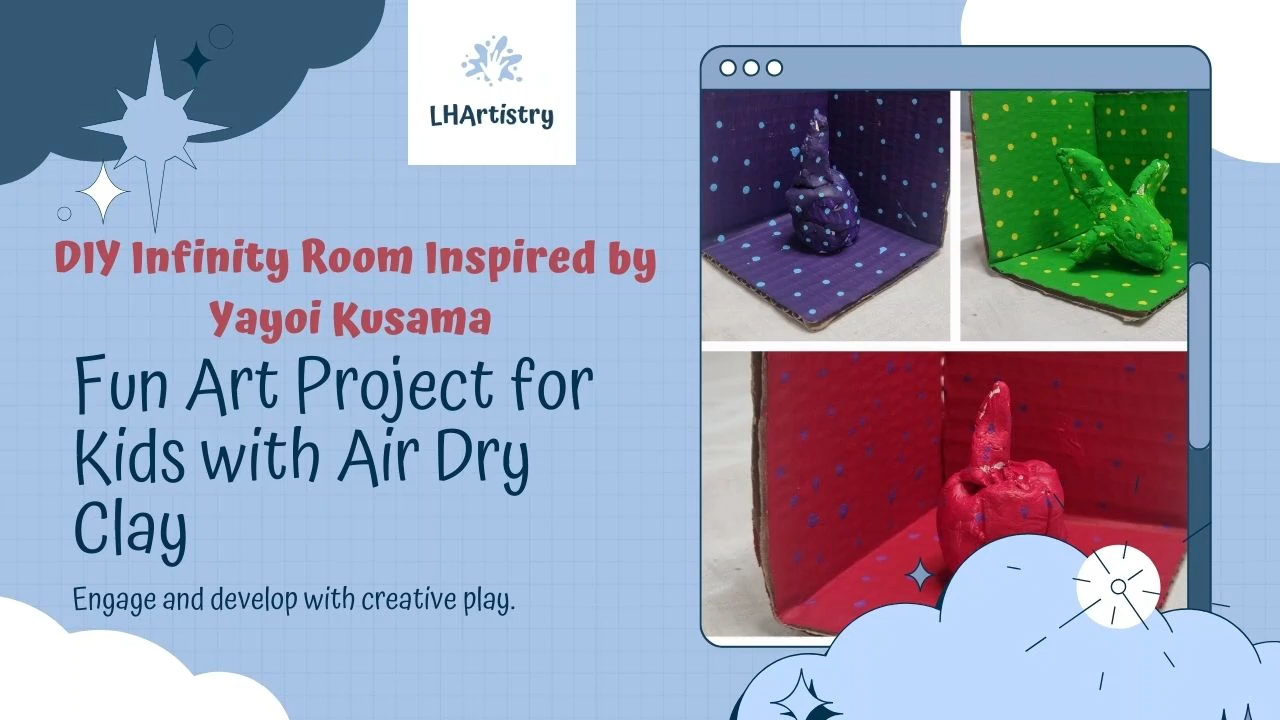 LHArtistry
DIY Infinity Room Inspired by
Yayoi Kusama
Fun Art Project for
Kids with Air Dry
Clay
Engage and develop with creative play.